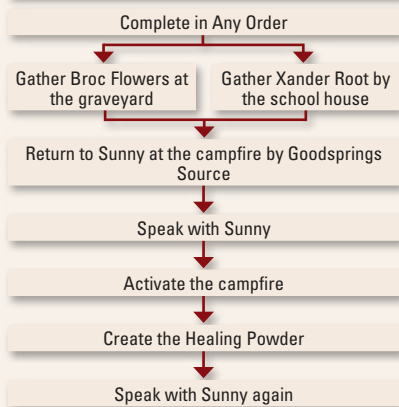 Complete in Any Order
Gather Broc Flowers at
the graveyard
Gather Xander Root by
the school house
Return to Sunny at the campfire by Goodsprings
Source
Speak with Sunny
Activate the campfire
Create the Healing Powder
Speak with Sunny again